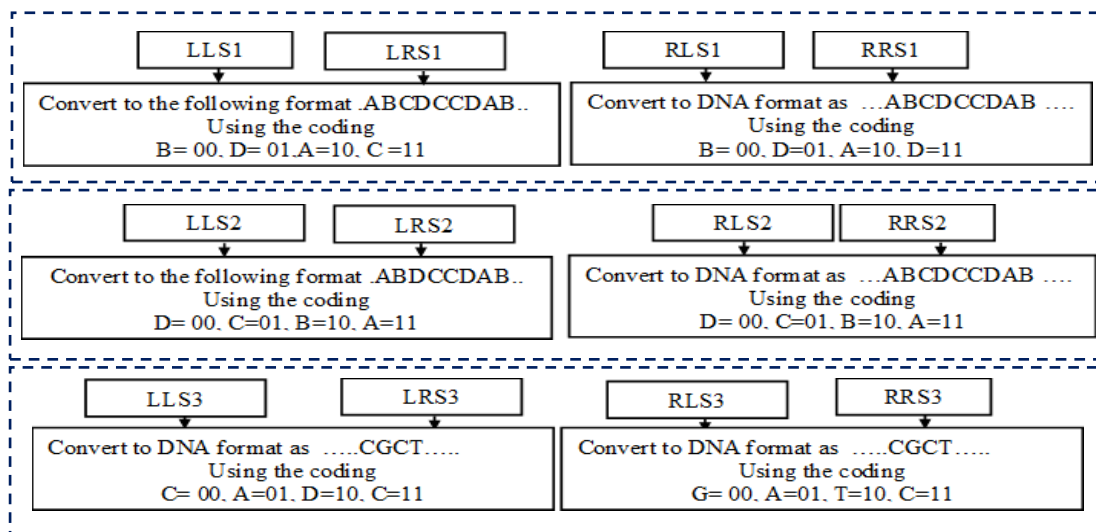 LLS1 LRS1 RLS1 RRS1
Convert to the following format .ABCDCCDAB..
Using the coding
B= 00, D= 01,A=10, C =11
Convert to DNA format as ...ABCDCCDAB ....
Using the coding
B= 00, D=01, A=10, D=11
LLS2 LRS2 RLS2 RRS2
Convert to the following format .ABDCCDAB..
Using the coding
D= 00, C=01, B=10, A=11
Convert to DNA format as ...ABCDCCDAB ....
Using the coding
D= 00, C=01, B=10, A=11
LLS3 LRS3 RLS3 RRS3
Convert to DNA format as .....CGCT.....
Using the coding
C= 00, A=01, D=10, C=11
Convert to DNA format as .....CGCT.....
Using the coding
G= 00, A=01, T=10, C=11